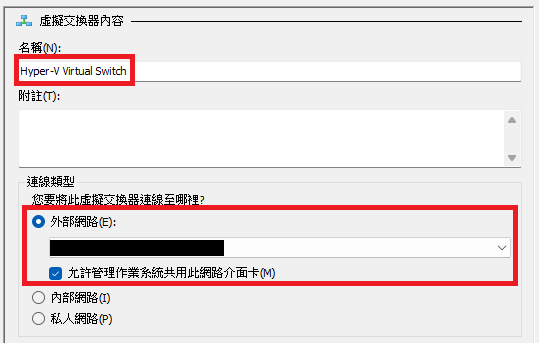 虛擬交換器內容
名稱(N):
Hyper-V Virtual Switch
附註(T):
連線類型
您要將此虛擬交換器連線至哪裡?
外部網路(E):
允許管理作業系統共用此網路介面卡(M)
內部網路(I)
私人網路(P)